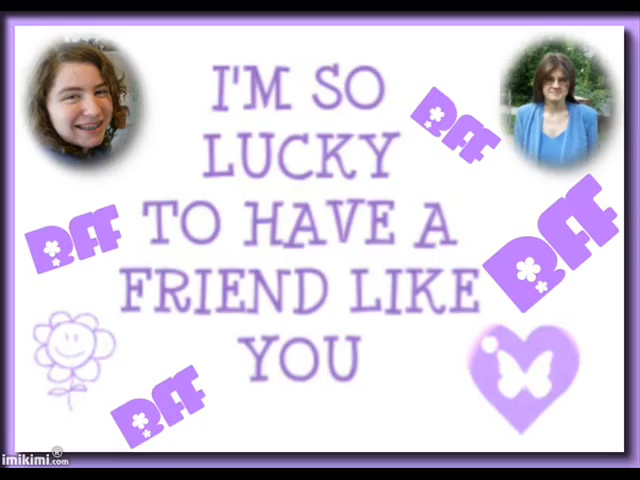 I'M SO
LUCKY
TO HAVE A
FRIEND LIKE
YOU
BFF
BFF
BFF
BFF
imikimi.com®